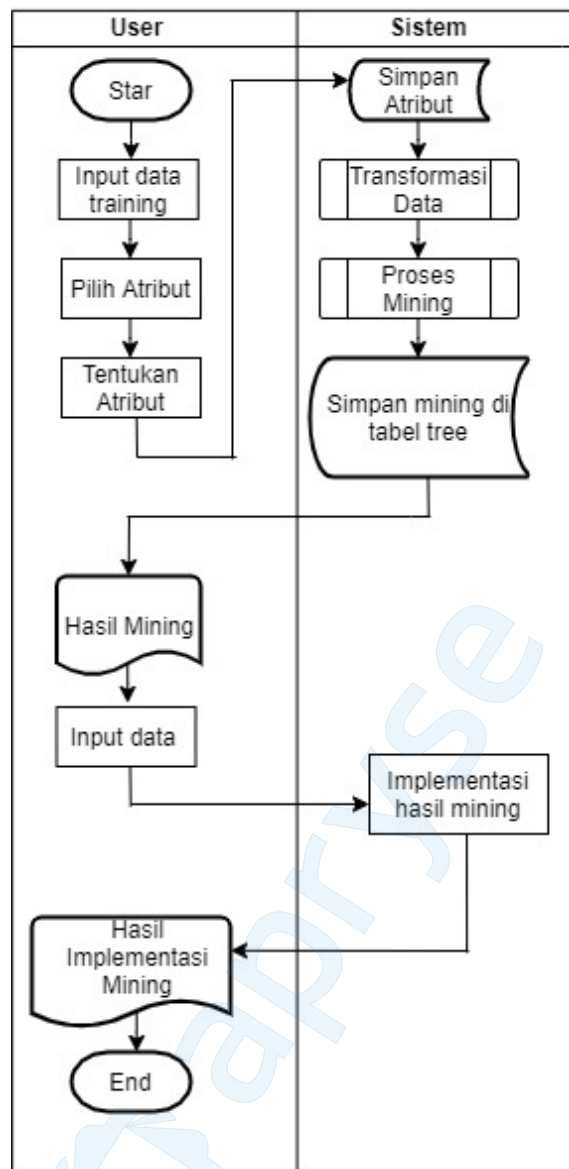 User
Sistem
Star
Input data
training
Pilih Atribut
Tentukan
Atribut
Simpan
Atribut
Transformasi
Data
Proses
Mining
Simpan mining di
tabel tree
Hasil Mining
Input data
Implementasi
hasil mining
Hasil
Implementasi
Mining
End
apryse